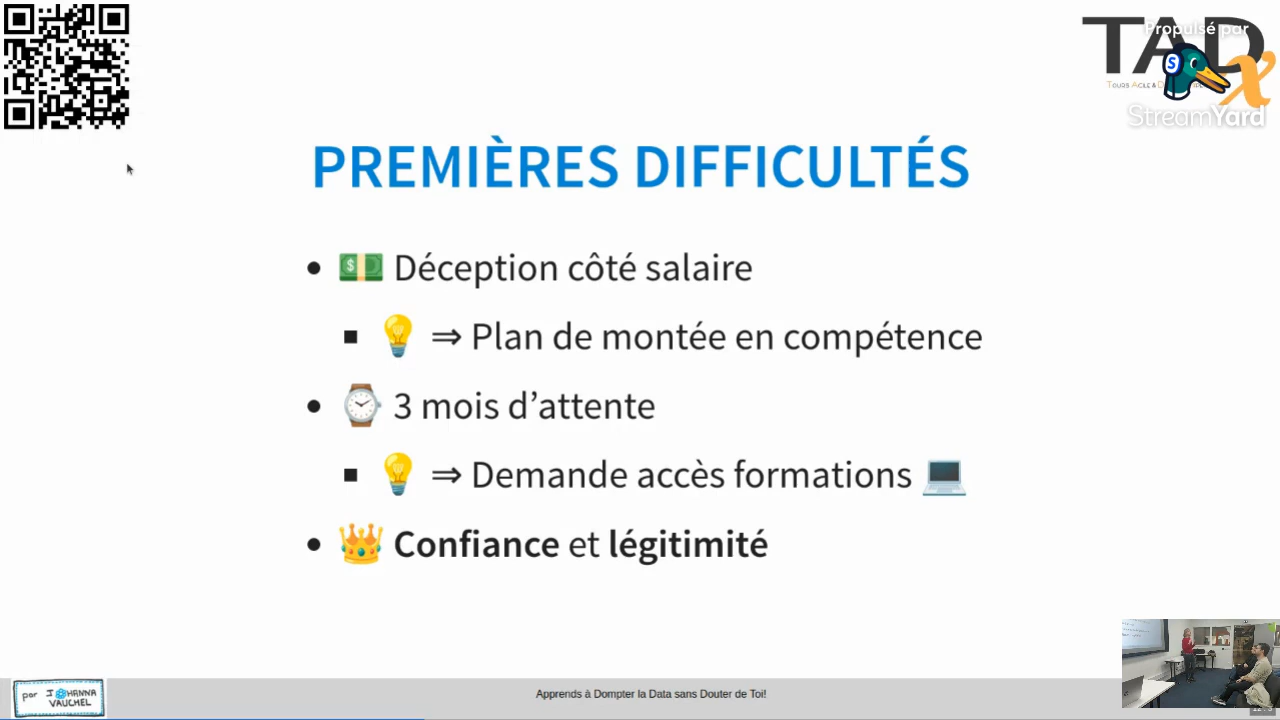 Propulsé par
TADx
StreamYard
PREMIÈRES DIFFICULTÉS
• 💵 Déception côté salaire
▪ 💡 ⇒ Plan de montée en compétence
• ⌚ 3 mois d’attente
▪ 💡 ⇒ Demande accès formations 💻
• 👑 Confiance et légitimité
par JOHANNA
VAUCHEL
Apprends à Dompter la Data sans Douter de Toi!